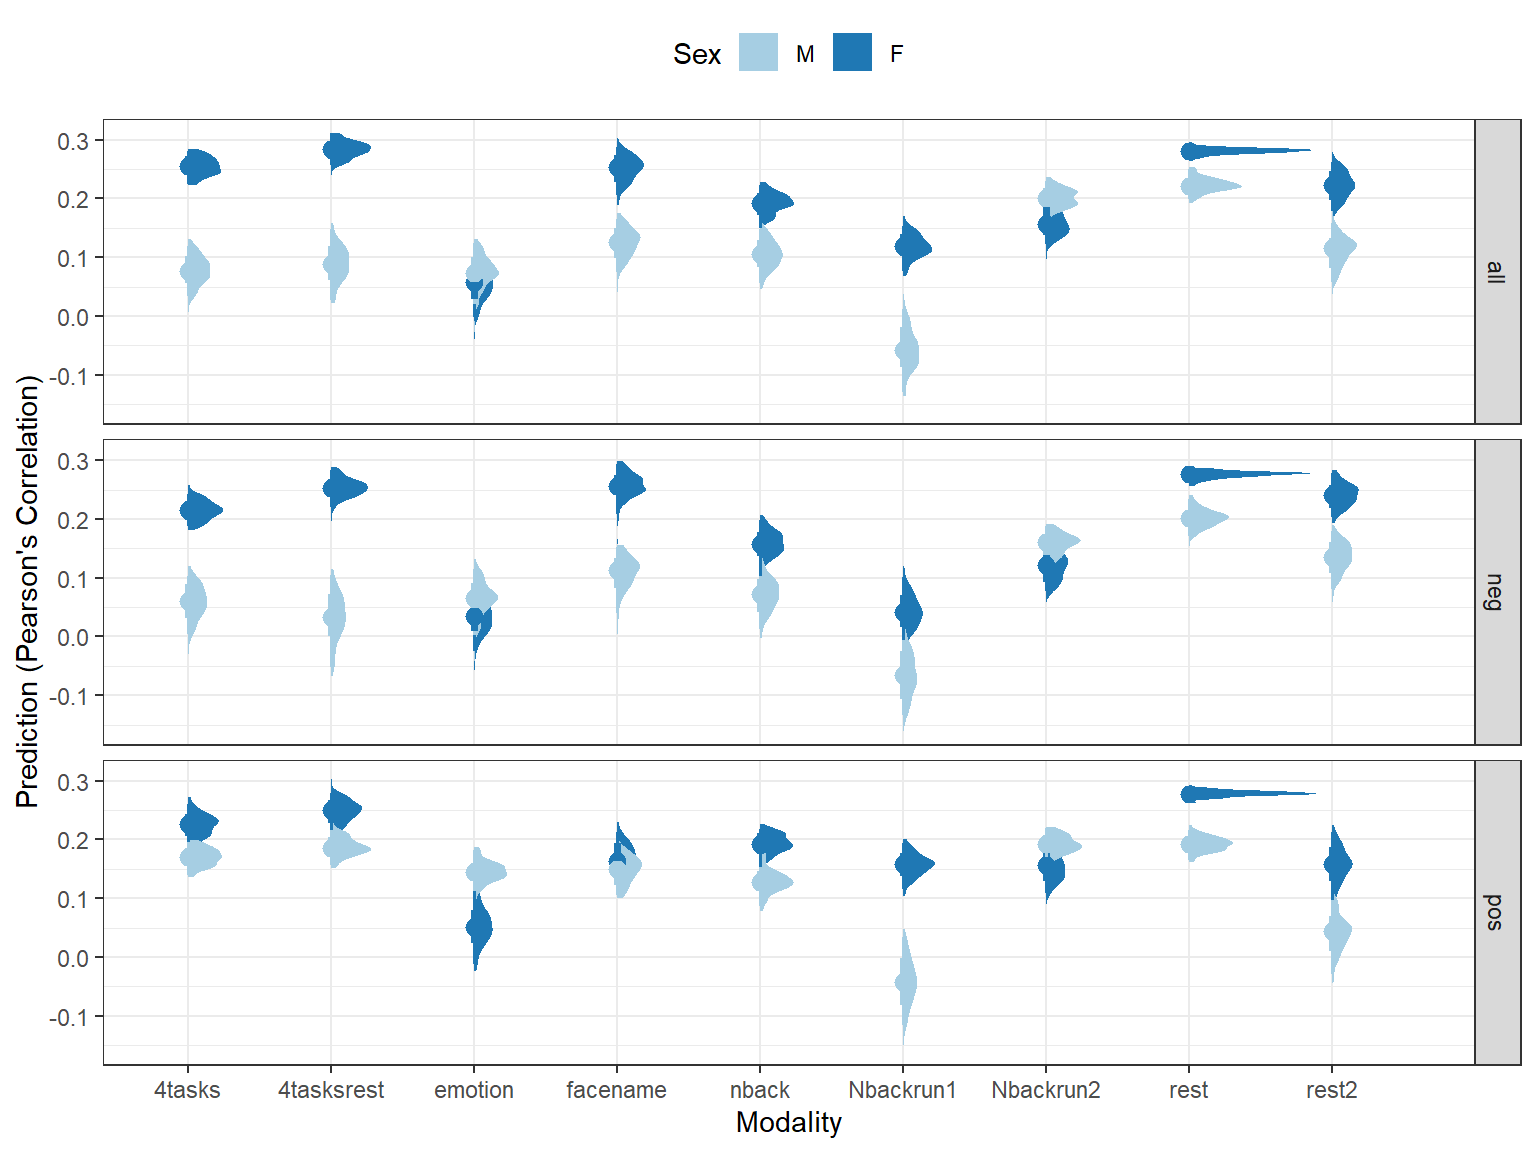 Sex M F
0.3
0.2
0.1
0.0
-0.1
all
0.3
0.2
0.1
0.0
-0.1
neg
0.3
0.2
0.1
0.0
-0.1
pos
Prediction (Pearson's Correlation)
4tasks 4tasksrest emotion facename nback Nbackrun1 Nbackrun2 rest rest2
Modality